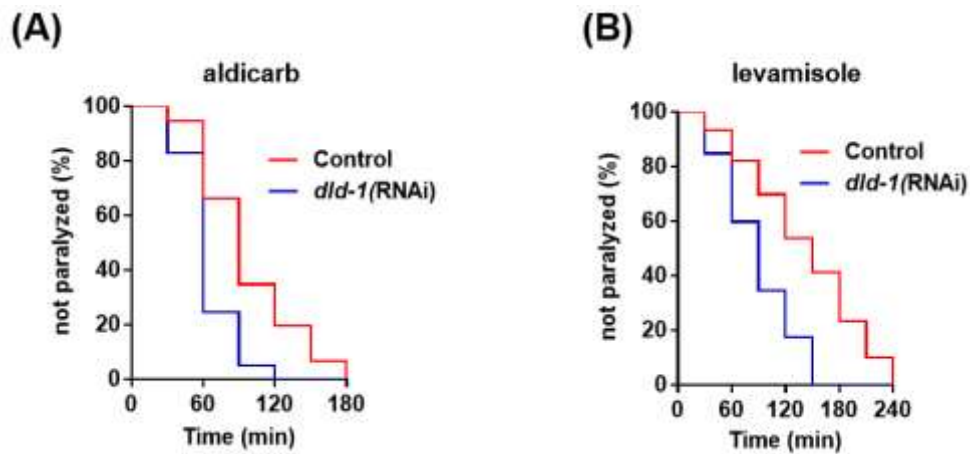 (A)
aldicarb
not paralyzed (%)
100
80
60
40
20
0
Control
dld-1(RNAi)
0 60 120 180
Time (min)
(B)
levamisole
not paralyzed (%)
100
80
60
40
20
0
Control
dld-1(RNAi)
0 60 120 180 240
Time (min)